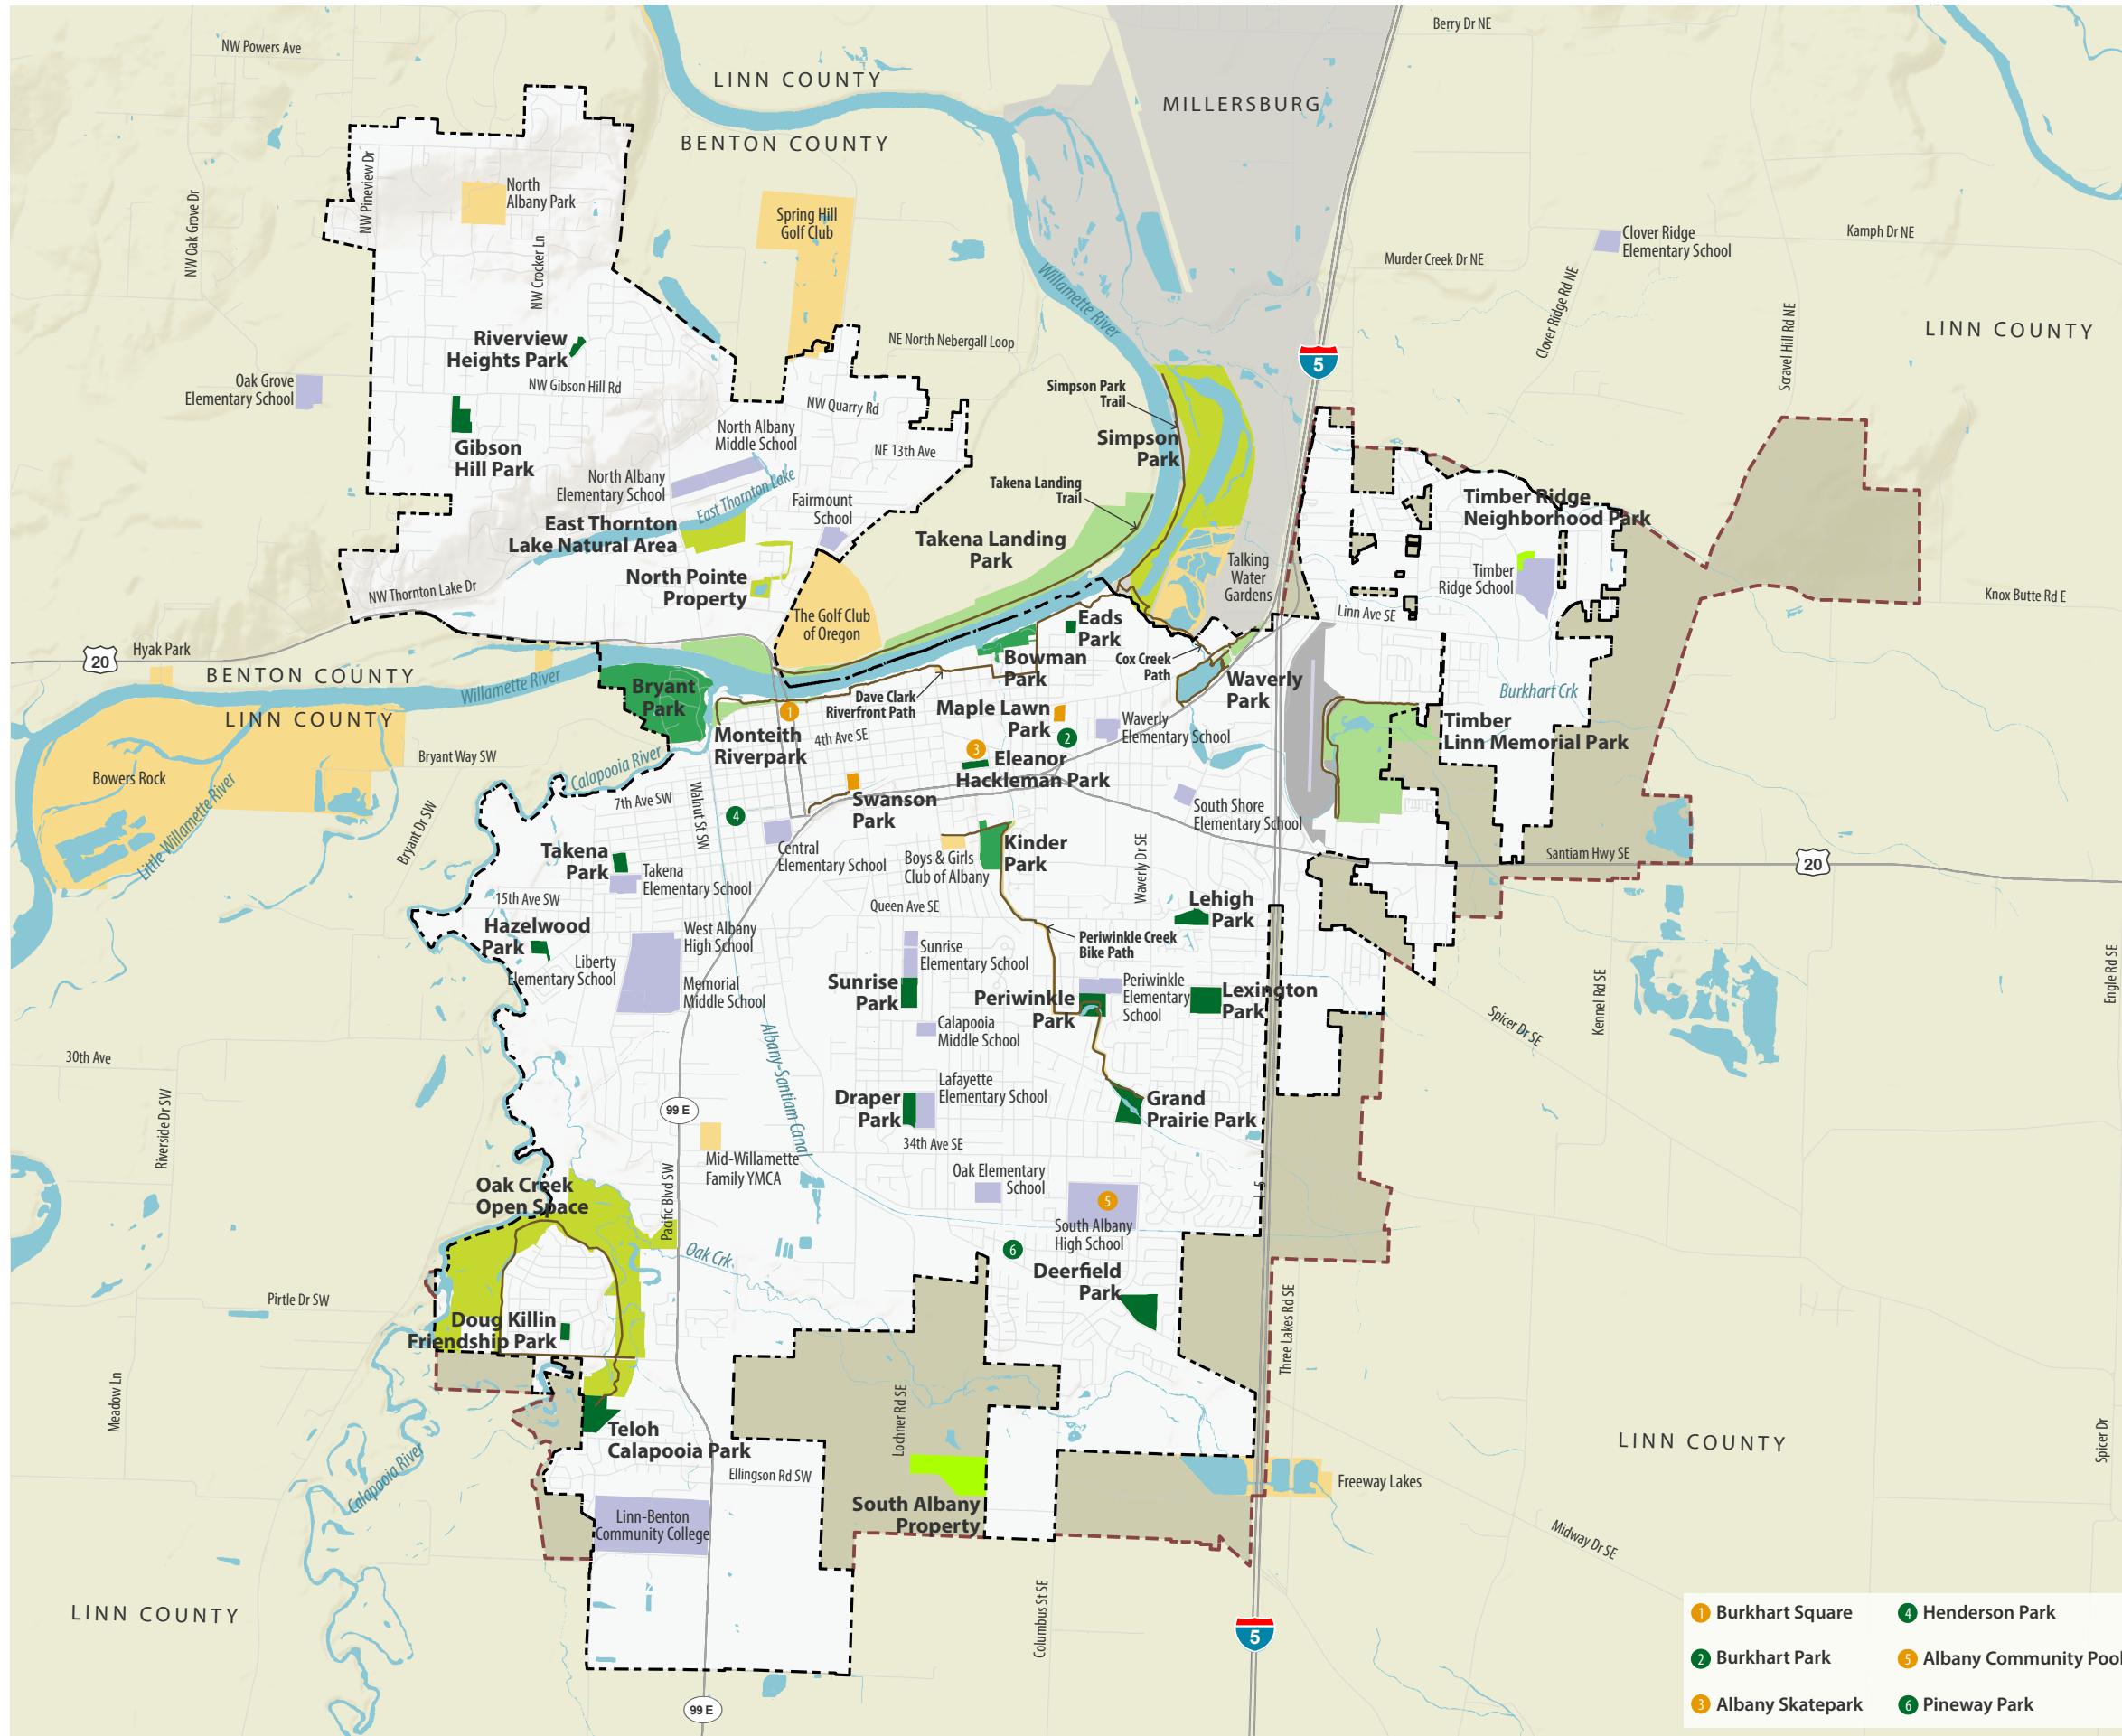 NW Powers Ave
LINN COUNTY
Berry Dr NE
MILLERSBURG
BENTON COUNTY
NW Pineview Dr
North
Albany Park
NW Oak Grove Dr
Spring Hill
Golf Club
Clover Ridge
Elementary School
Kamph Dr NE
NW Crocker Ln
Willamette River
Murder Creek Dr NE
Clover Ridge Rd NE
Scravel Hill Rd NE
LINN COUNTY
Riverview
Heights Park
NE North Nebergall Loop
5
Oak Grove
Elementary School
NW Gibson Hill Rd
Simpson Park
Trail
NW Quarry Rd
North Albany
Middle School
Simpson
Park
Gibson
Hill Park
NE 13th Ave
North Albany
Elementary School
East Thornton Lake
Fairmount
School
Takena Landing
Trail
Timber Ridge
Neighborhood Park
East Thornton
Lake Natural Area
Takena Landing
Park
Talking
Water
Gardens
Timber
Ridge School
North Pointe
Property
NW Thornton Lake Dr
The Golf Club
of Oregon
Linn Ave SE
Knox Butte Rd E
Eads
Park
Hyak Park
20
BENTON COUNTY
Bowman
Park
Cox Creek
Path
Waverly
Park
Willamette River
Bryant
Park
Burkhart Crk
LINN COUNTY
Dave Clark
Riverfront Path
Maple Lawn
Park
1
2
Waverly
Elementary School
Timber
Linn Memorial Park
Monteith
Riverpark
4th Ave SE
3
Eleanor
Hackleman Park
Bryant Way SW
Calapooia River
Bowers Rock
Little Willamette River
7th Ave SW
Walnut St SW
Swanson
Park
4
South Shore
Elementary School
Bryant Dr SW
Central
Elementary School
Boys & Girls
Club of Albany
Kinder
Park
Waverly Dr SE
Santiam Hwy SE
20
Takena
Park
Takena
Elementary School
15th Ave SW
Queen Ave SE
Lehigh
Park
Hazelwood
Park
West Albany
High School
Periwinkle Creek
Bike Path
Liberty
Elementary School
Sunrise
Elementary School
Memorial
Middle School
Sunrise
Park
Periwinkle
Park
Periwinkle
Elementary
School
Lexington
Park
Engle Rd SE
Kennel Rd SE
Spicer Dr SE
Calapooia
Middle School
Albany-Santiam Canal
30th Ave
Riverside Dr SW
Lafayette
Elementary School
99 E
Draper
Park
Grand
Prairie Park
34th Ave SE
Mid-Willamette
Family YMCA
Oak Elementary
School
I-5
Oak Creek
Open Space
Pacific Blvd SW
5
South Albany
High School
Oak Crk
6
Deerfield
Park
Pirtle Dr SW
Doug Killin
Friendship Park
Three Lakes Rd SE
Meadow Ln
Lochner Rd SE
Teloh
Calapooia Park
LINN COUNTY
Spicer Dr
Calapooia River
Ellingson Rd SW
Freeway Lakes
South Albany
Property
Linn-Benton
Community College
Midway Dr SE
Columbus St SE
LINN COUNTY
5
99 E
1 Burkhart Square
4 Henderson Park
2 Burkhart Park
5 Albany Community Pool
3 Albany Skatepark
6 Pineway Park